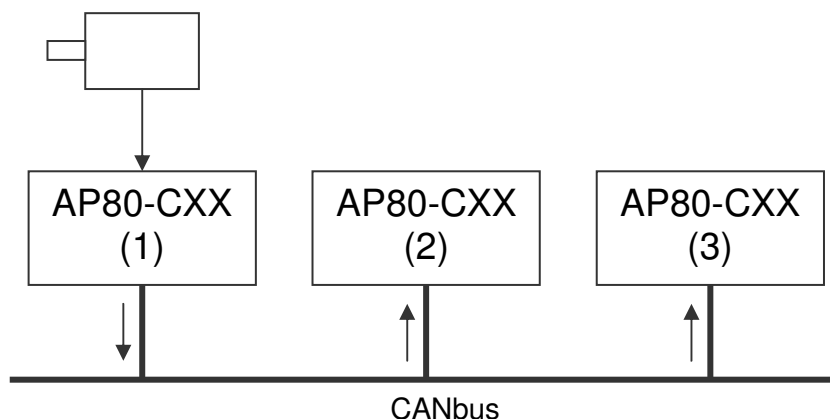 AP80-CXX
(1)
AP80-CXX
(2)
AP80-CXX
(3)
CANbus